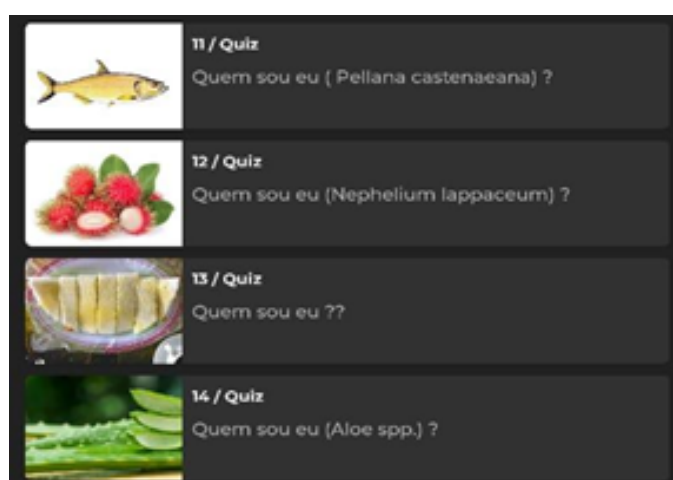 11 / Quiz
Quem sou eu ( Pellana castenaeana) ?
12 / Quiz
Quem sou eu (Nephelium lappaceum) ?
13 / Quiz
Quem sou eu ??
14 / Quiz
Quem sou eu (Aloe spp.) ?